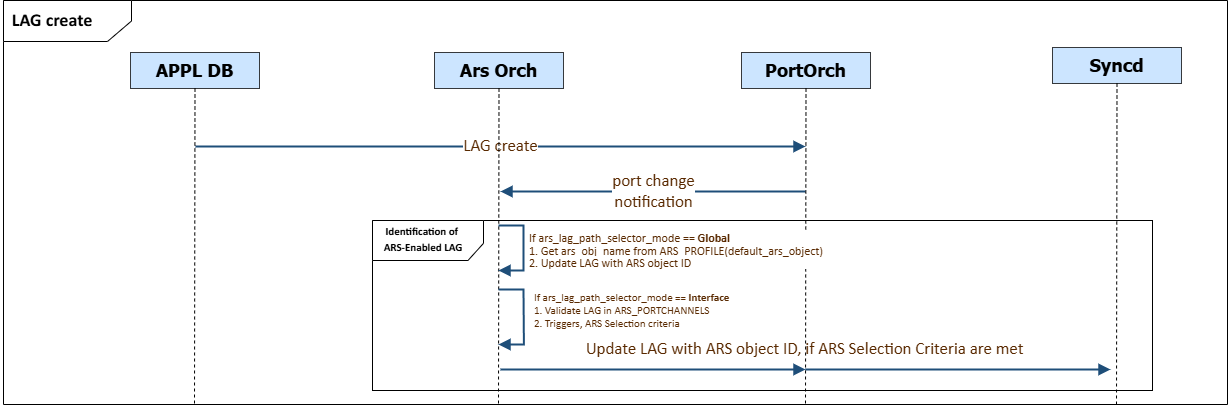 LAG create
APPL DB
Ars Orch
PortOrch
Syncd
LAG create
port change
notification
Identification of
ARS-Enabled LAG
If ars_lag_path_selector_mode == Global
1. Get ars_obj_name from ARS_PROFILE(default_ars_object)
2. Update LAG with ARS object ID
If ars_lag_path_selector_mode == Interface
1. Validate LAG in ARS_PORTCHANNELS
2. Triggers, ARS Selection criteria
Update LAG with ARS object ID, if ARS Selection Criteria are met